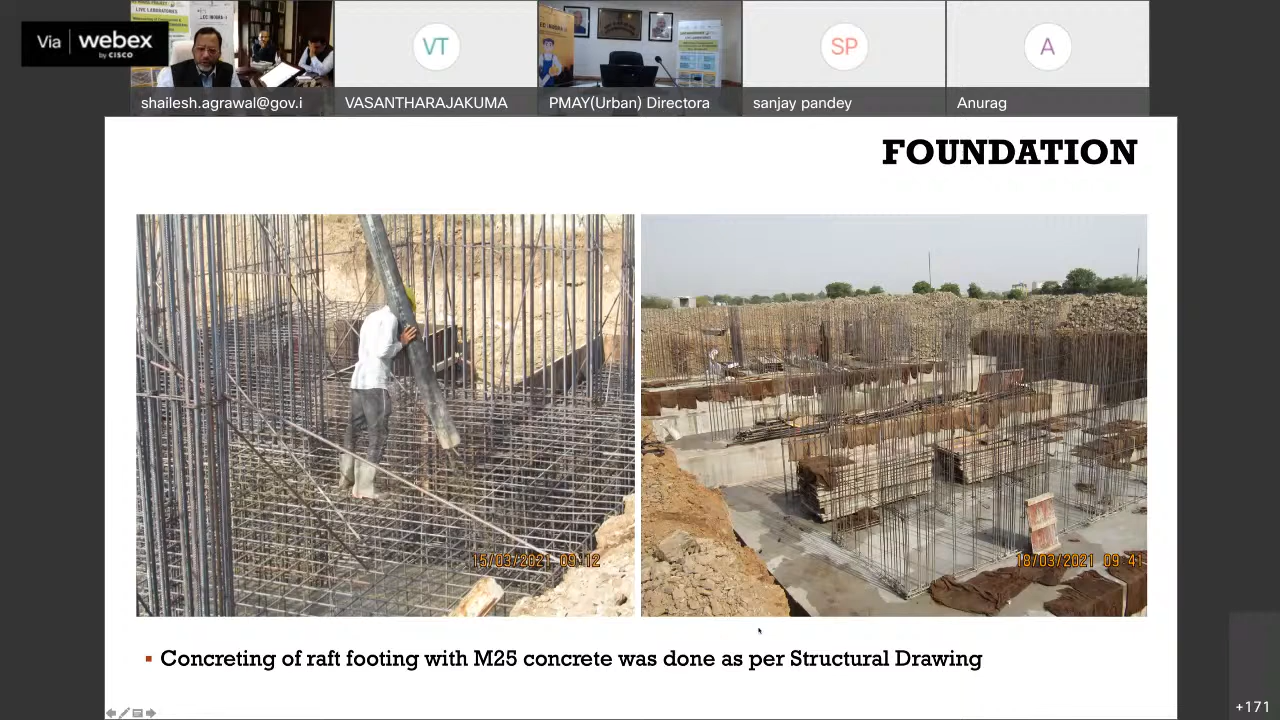 Via webex
by CISCO
LIVE LABORATORIES
shailesh.agrawal@gov.i
VT
VASANTHARAJAKUMA
PMAY(Urban) Directora
SP
sanjay pandey
A
Anurag
FOUNDATION
15/03/2021 09:12
18/03/2021 09 41
▪ Concreting of raft footing with M25 concrete was done as per Structural Drawing
+171